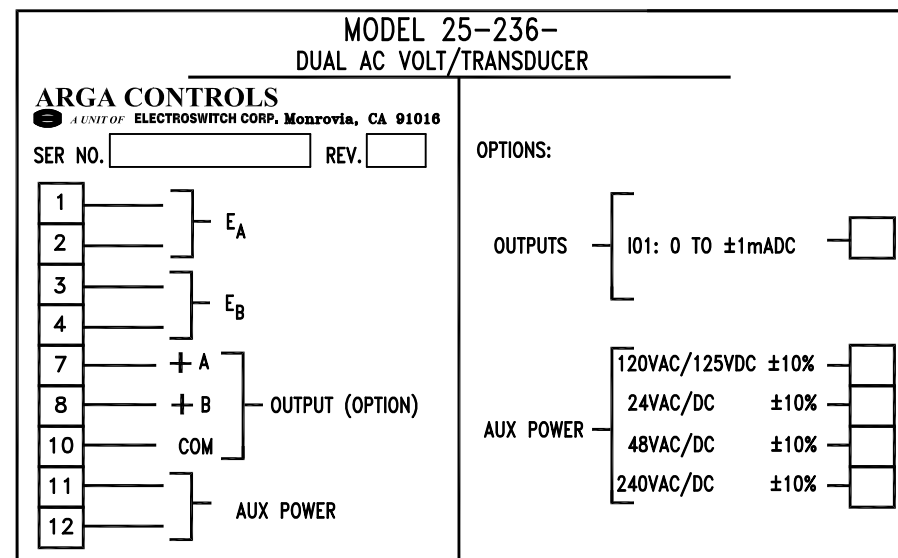 MODEL 25-236-
DUAL AC VOLT/TRANSDUCER
ARGA CONTROLS
A UNIT OF ELECTROSWITCH CORP. Monrovia, CA 91016
SER NO. REV.
1
2
E_A
3
4
E_B
7 + A
8 + B
10 COM
OUTPUT (OPTION)
11
12
AUX POWER
OPTIONS:
OUTPUTS I01: 0 TO ±1mADC
AUX POWER
120VAC/125VDC ±10%
24VAC/DC ±10%
48VAC/DC ±10%
240VAC/DC ±10%